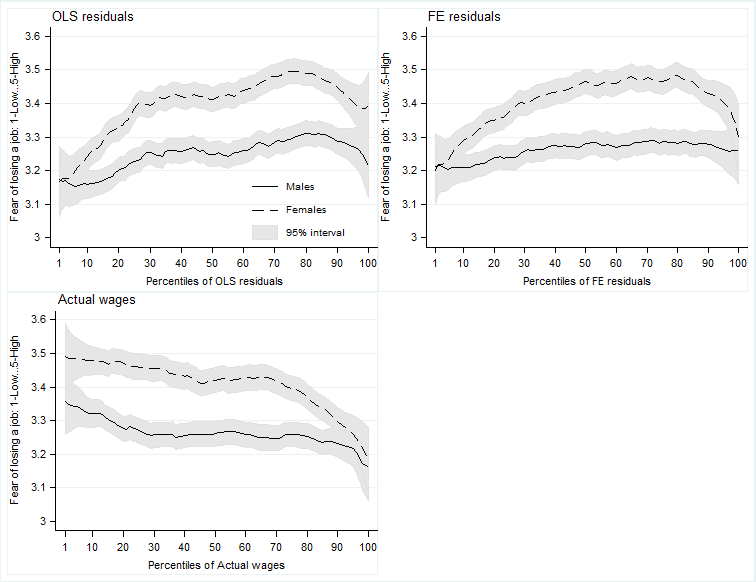 OLS residuals
Fear of losing a job: 1-Low...5-High
3.6
3.5
3.4
3.3
3.2
3.1
3
1 10 20 30 40 50 60 70 80 90 100
Percentiles of OLS residuals
Males
Females
95% interval
FE residuals
Fear of losing a job: 1-Low...5-High
3.6
3.5
3.4
3.3
3.2
3.1
3
1 10 20 30 40 50 60 70 80 90 100
Percentiles of FE residuals
Actual wages
Fear of losing a job: 1-Low...5-High
3.6
3.5
3.4
3.3
3.2
3.1
3
1 10 20 30 40 50 60 70 80 90 100
Percentiles of Actual wages